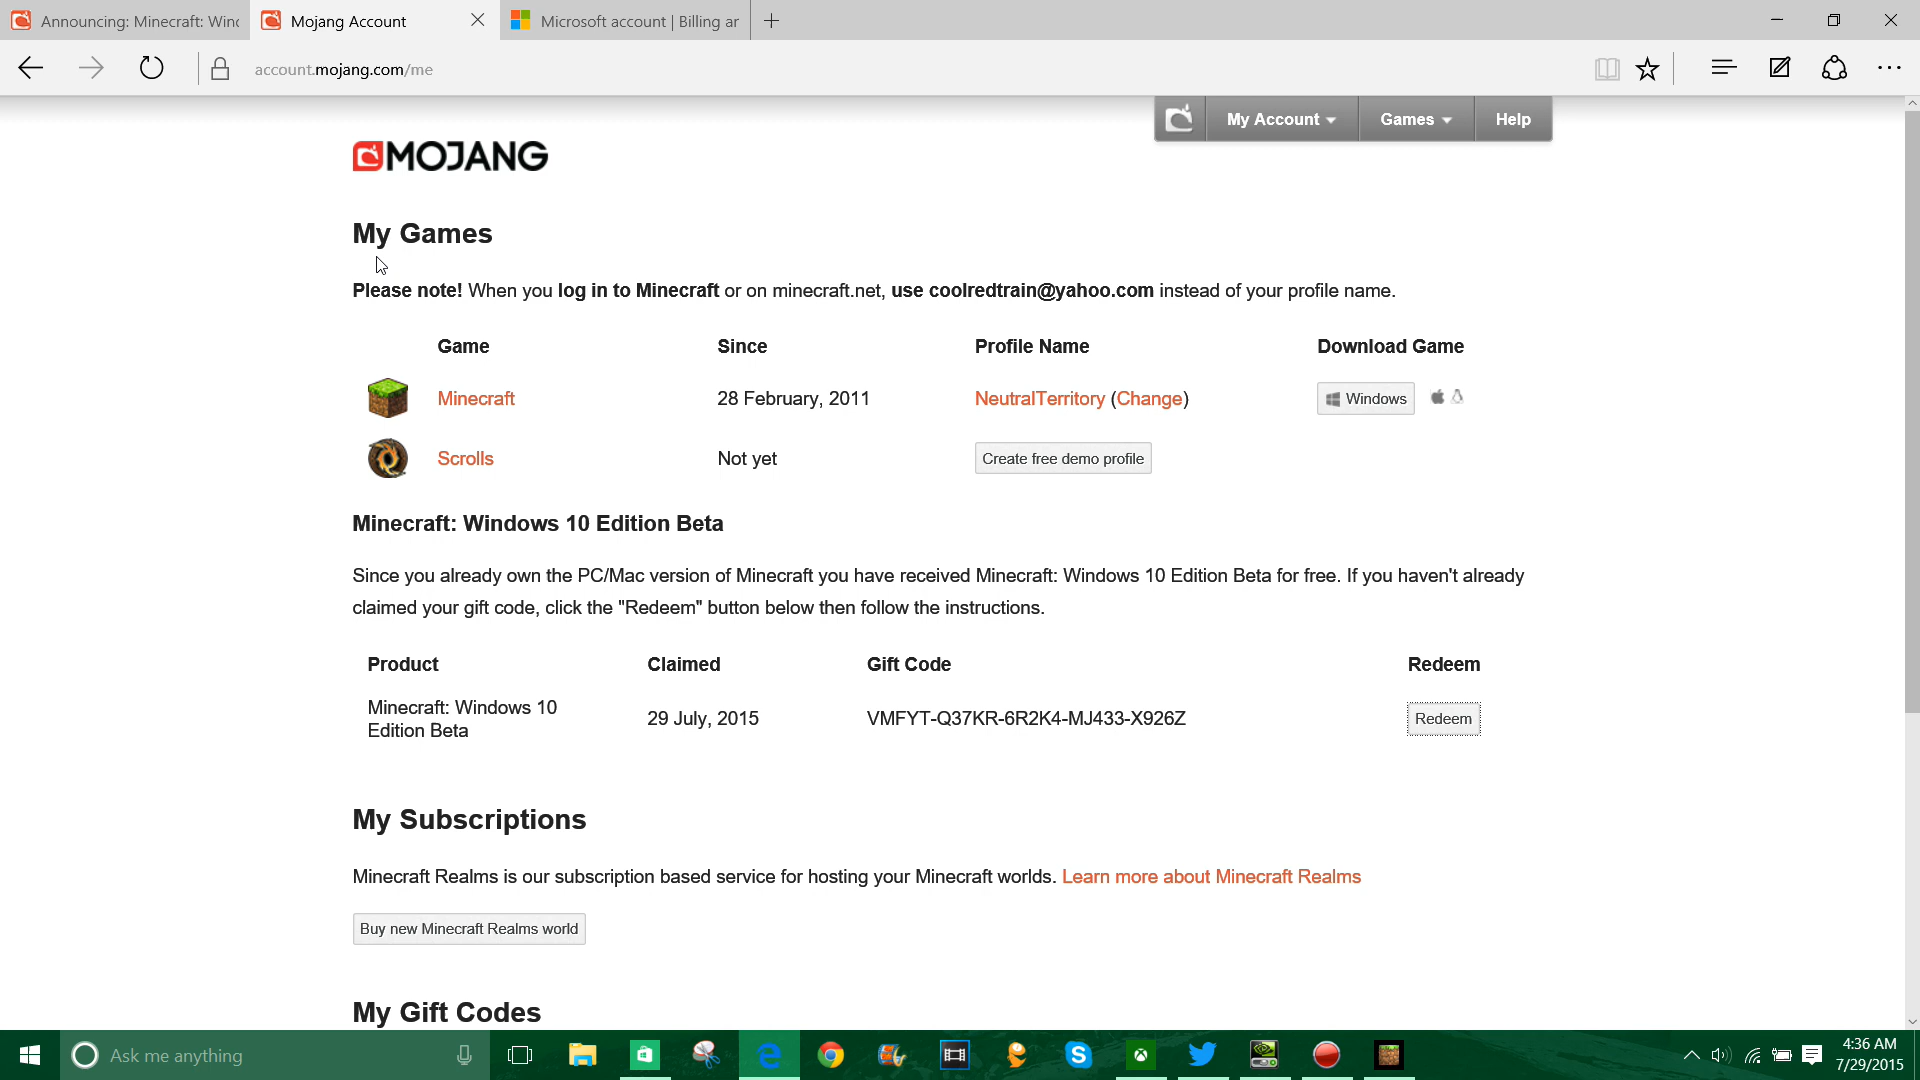 Announcing: Minecraft: Winc
Mojang Account
Microsoft account | Billing ar
account.mojang.com/me
My Account
Games
Help
MOJANG
My Games
Please note! When you log in to Minecraft or on minecraft.net, use coolredtrain@yahoo.com instead of your profile name.
Game Since Profile Name Download Game
Minecraft 28 February, 2011 NeutralTerritory (Change) Windows
Scrolls Not yet Create free demo profile
Minecraft: Windows 10 Edition Beta
Since you already own the PC/Mac version of Minecraft you have received Minecraft: Windows 10 Edition Beta for free. If you haven't already
claimed your gift code, click the "Redeem" button below then follow the instructions.
Product Claimed Gift Code Redeem
Minecraft: Windows 10
Edition Beta
29 July, 2015 VMFYT-Q37KR-6R2K4-MJ433-X926Z Redeem
My Subscriptions
Minecraft Realms is our subscription based service for hosting your Minecraft worlds. Learn more about Minecraft Realms
Buy new Minecraft Realms world
My Gift Codes
Ask me anything
4:36 AM
7/29/2015